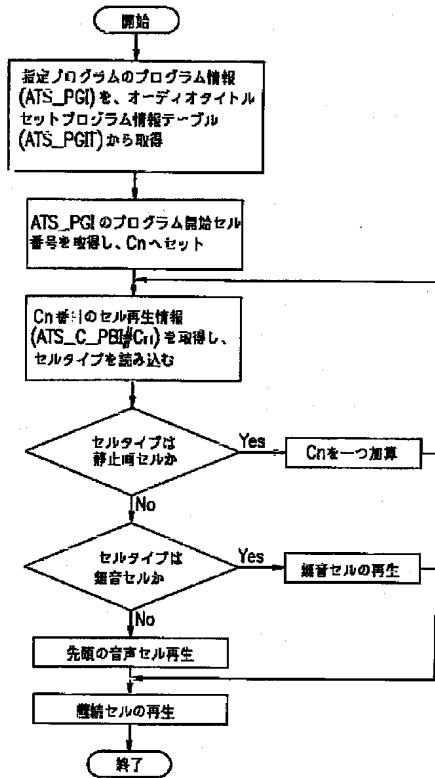 開始
指定プログラムのプログラム情報
(ATS_PGI)を、オーディオタイトル
セットプログラム情報テーブル
(ATS_PGIT)から取得
ATS_PGIのプログラム開始セル
番号を取得し、Cnへセット
Cn番号のセル再生情報
(ATS_C_PBI#Cn)を取得し、
セルタイプを読み込む
セルタイプは
静止画セルか
Yes
Cnを一つ加算
No
セルタイプは
無音セルか
Yes
無音セルの再生
No
先頭の音声セル再生
継続セルの再生
終了